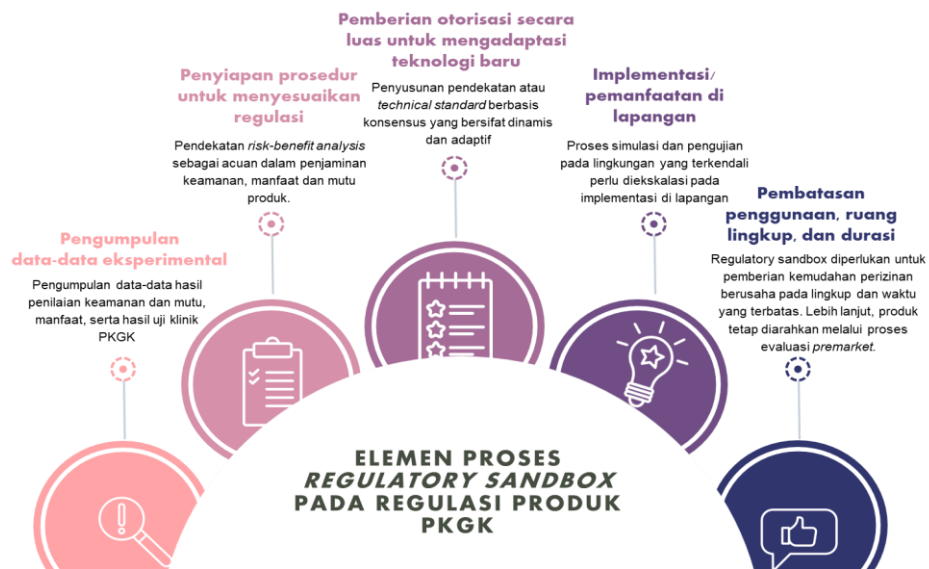 Pengumpulan
data-data eksperimental
Pengumpulan data-data hasil
penilaian keamanan dan mutu,
manfaat, serta hasil uji klinik
PKGK
Penyiapan prosedur
untuk menyesuaikan
regulasi
Pendekatan risk-benefit analysis
sebagai acuan dalam penjaminan
keamanan, manfaat dan mutu
produk.
Pemberian otorisasi secara
luas untuk mengadaptasi
teknologi baru
Penyusunan pendekatan atau
technical standard berbasis
konsensus yang bersifat dinamis
dan adaptif
Implementasi/
pemanfaatan di
lapangan
Proses simulasi dan pengujian
pada lingkungan yang terkendali
perlu diekskalasi pada
implementasi di lapangan
Pembatasan
penggunaan, ruang
lingkup, dan durasi
Regulatory sandbox diperlukan untuk
pemberian kemudahan perizinan
berusaha pada lingkup dan waktu
yang terbatas. Lebih lanjut, produk
tetap diarahkan melalui proses
evaluasi premarket.
ELEMEN PROSES
REGULATORY SANDBOX
PADA REGULASI PRODUK
PKGK